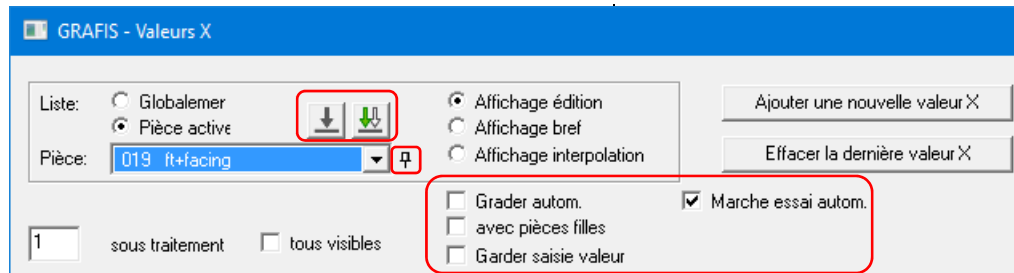 GRAFIS - Valeurs X
Liste: Globalemer Affichage édition Ajouter une nouvelle valeur X
Pièce active Affichage bref
Pièce: 019 ft+facing Affichage interpolation Effacer la dernière valeur X
Grader autom. Marche essai autom.
avec pièces filles
1 sous traitement tous visibles Garder saisie valeur